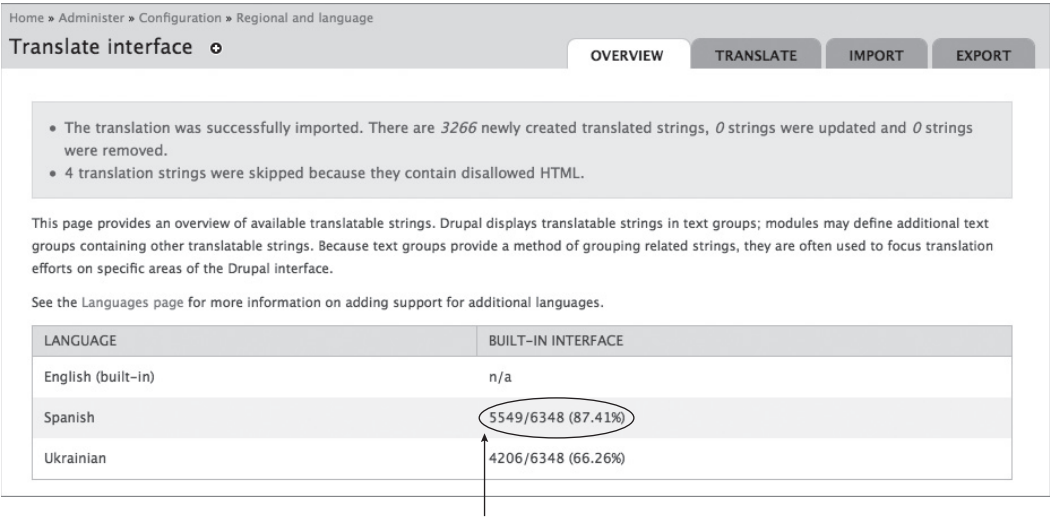 Home » Administer » Configuration » Regional and language
Translate interface
OVERVIEW
TRANSLATE
IMPORT
EXPORT
• The translation was successfully imported. There are 3266 newly created translated strings, 0 strings were updated and 0 strings
were removed.
• 4 translation strings were skipped because they contain disallowed HTML.
This page provides an overview of available translatable strings. Drupal displays translatable strings in text groups; modules may define additional text
groups containing other translatable strings. Because text groups provide a method of grouping related strings, they are often used to focus translation
efforts on specific areas of the Drupal interface.
See the Languages page for more information on adding support for additional languages.
LANGUAGE BUILT-IN INTERFACE
English (built-in) n/a
Spanish 5549/6348 (87.41%)
Ukrainian 4206/6348 (66.26%)